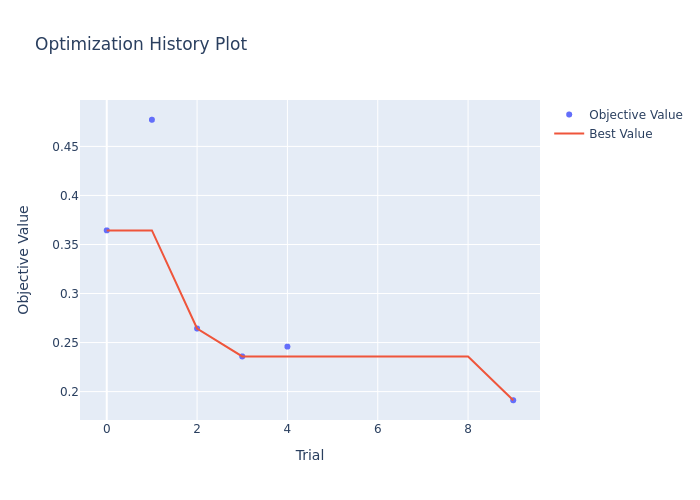 Optimization History Plot
Objective Value
Best Value
0.45
0.4
0.35
0.3
0.25
0.2
Objective Value
0 2 4 6 8
Trial